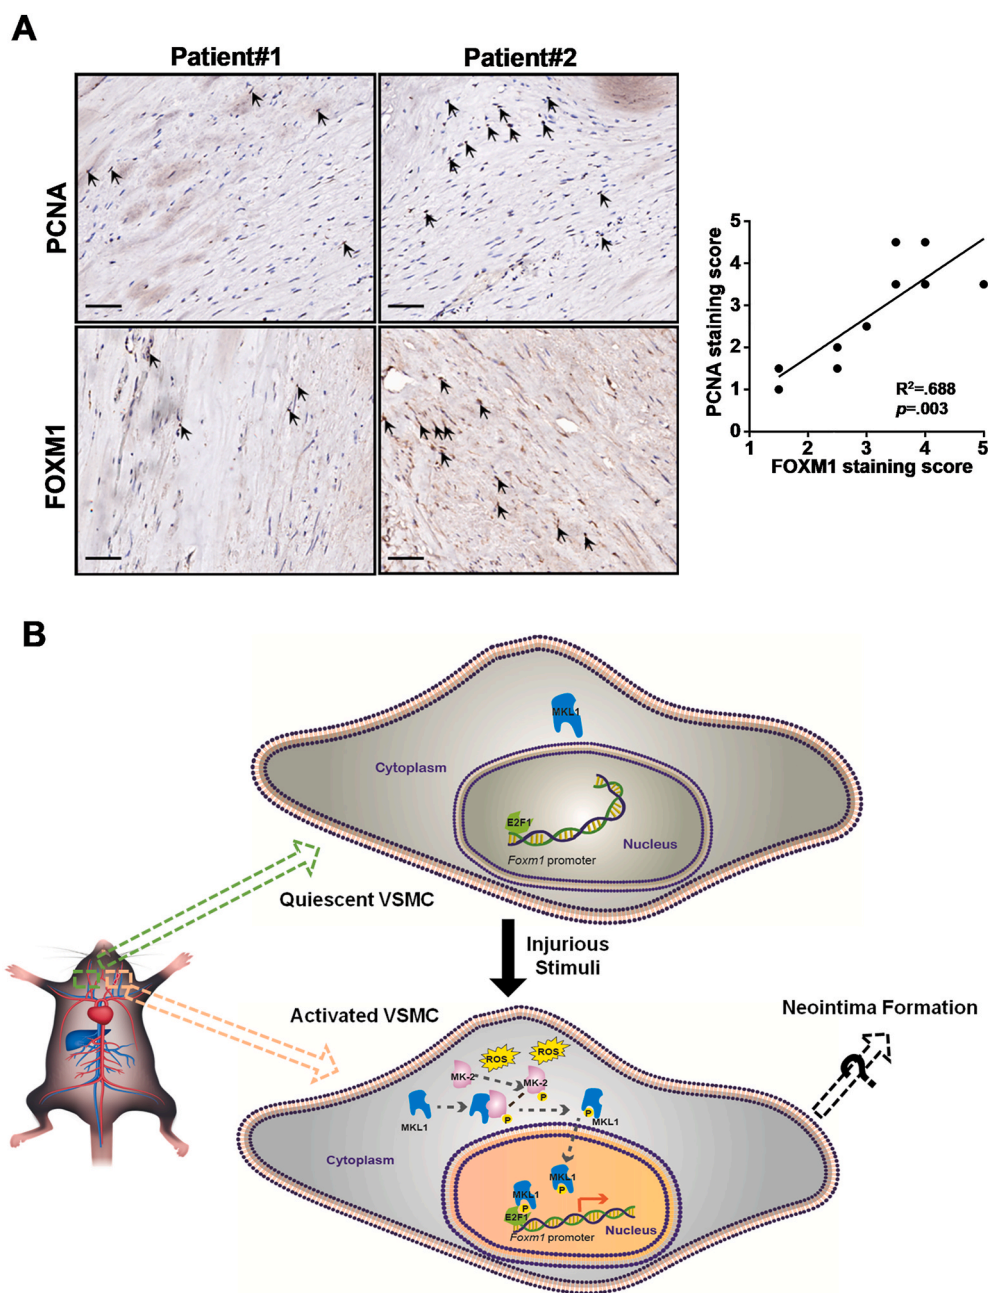 A
Patient#1
Patient#2
PCNA
FOXM1
PCNA staining score
5
4
3
2
1
0
R²=.688
p=.003
1
2
3
4
5
FOXM1 staining score
B
MKL1
Cytoplasm
E2F1
Nucleus
Foxm1 promoter
Quiescent VSMC
Injurious
Stimuli
Activated VSMC
Neointima Formation
ROS
ROS
MK-2
MK-2
P
MKL1
P
P
MKL1
Cytoplasm
MKL1
P
MKL1
P
E2F1
Foxm1 promoter
Nucleus
?